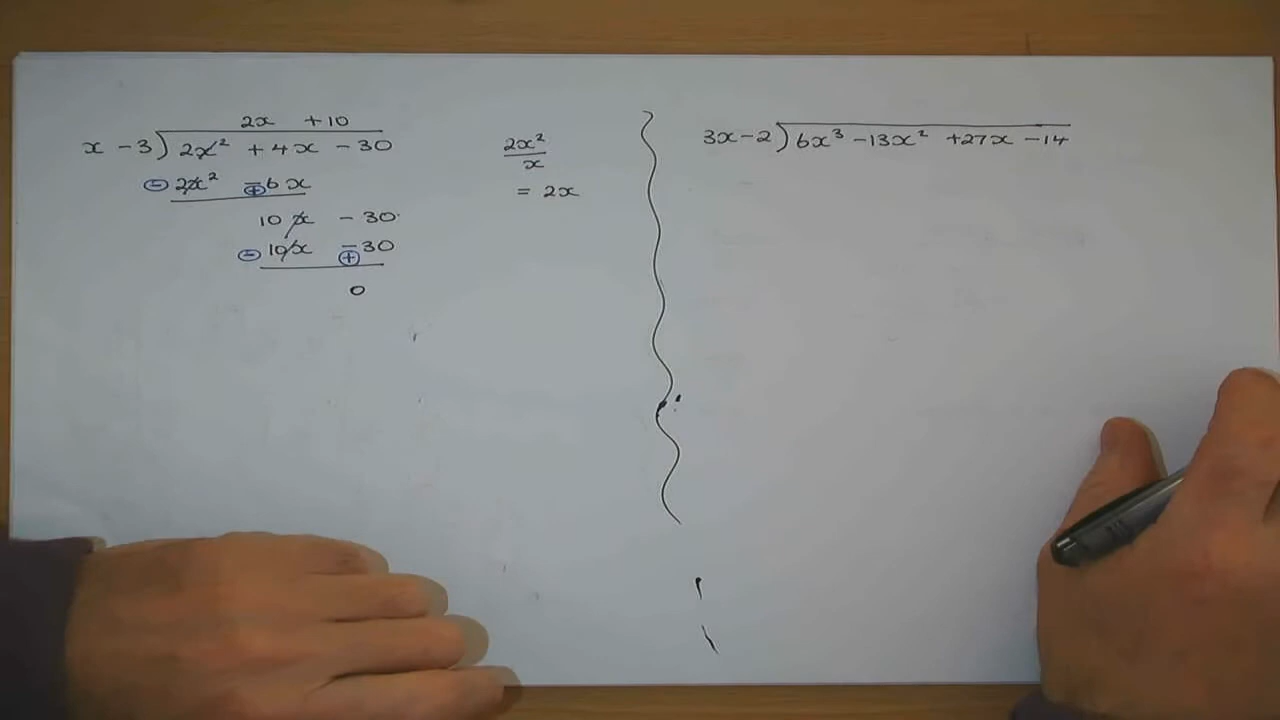 2x +10
x - 3 ) 2x² + 4x - 30
⊖ 2x² - ⊕ 6x
10x - 30
⊖ 10x - ⊕ 30
0
2x²
x
= 2x
3x - 2 ) 6x³ - 13x² + 27x - 14